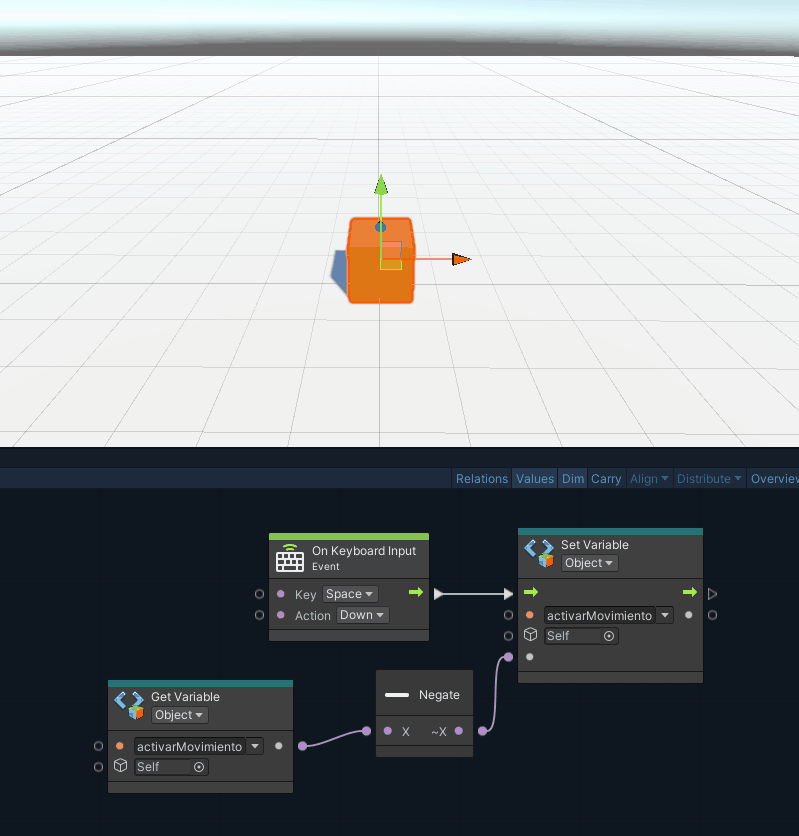 Relations Values Dim Carry Align Distribute Overview
On Keyboard Input
Event
Key Space
Action Down
Set Variable
Object
activarMovimiento
Self
Get Variable
Object
activarMovimiento
Self
Negate
X ~X